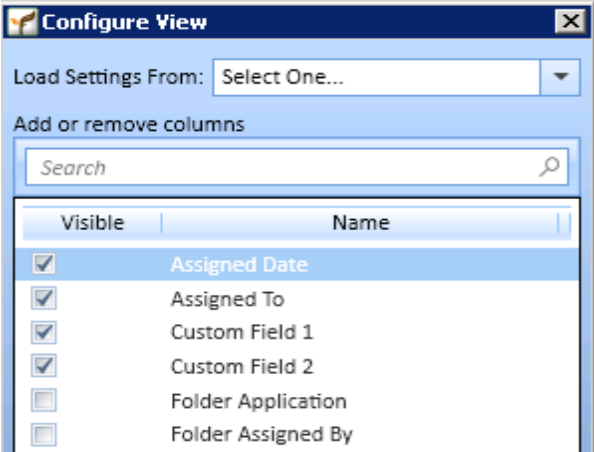 Configure View
Load Settings From: Select One...
Add or remove columns
Search
Visible Name
Assigned Date
Assigned To
Custom Field 1
Custom Field 2
Folder Application
Folder Assigned By